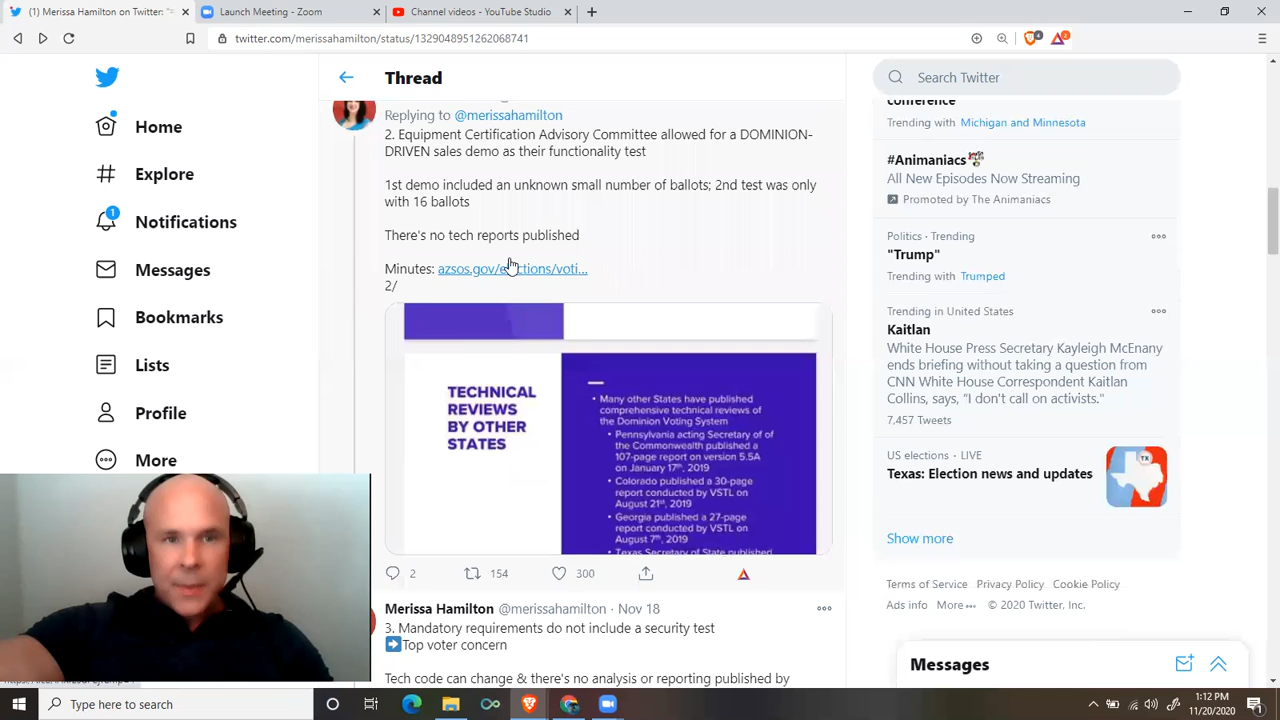 (1) Merissa Hamilton on Twitter: "
Launch Meeting - Zoom
Channel videos - YouTube Studio
twitter.com/merissahamilton/status/1329048951262068741
4
2
Home
Explore
1
Notifications
Messages
Bookmarks
Lists
Profile
More
Thread
Replying to @merissahamilton
2. Equipment Certification Advisory Committee allowed for a DOMINION-
DRIVEN sales demo as their functionality test
1st demo included an unknown small number of ballots; 2nd test was only
with 16 ballots
There's no tech reports published
Minutes: azsos.gov/elections/voti...
2/
TECHNICAL
REVIEWS
BY OTHER
STATES
Many other States have published
comprehensive technical reviews of
the Dominion Voting System
Pennsylvania acting Secretary of of
the Commonwealth published a
107-page report on version 5.5A
on January 17th, 2019
Colorado published a 30-page
report conducted by VSTL on
August 21st, 2019
Georgia published a 27-page
report conducted by VSTL on
August 7th, 2019
Texas Secretary of State published
2
154
300
Merissa Hamilton @merissahamilton · Nov 18
3. Mandatory requirements do not include a security test
➡Top voter concern
Tech code can change & there's no analysis or reporting published by
Search Twitter
conference
Trending with Michigan and Minnesota
#Animaniacs
All New Episodes Now Streaming
Promoted by The Animaniacs
Politics · Trending
"Trump"
Trending with Trumped
Trending in United States
Kaitlan
White House Press Secretary Kayleigh McEnany
ends briefing without taking a question from
CNN White House Correspondent Kaitlan
Collins, says, "I don't call on activists."
7,457 Tweets
US elections · LIVE
Texas: Election news and updates
TX
Show more
Terms of Service Privacy Policy Cookie Policy
Ads info More ••• © 2020 Twitter, Inc.
Messages
Type here to search
1:12 PM
11/20/2020